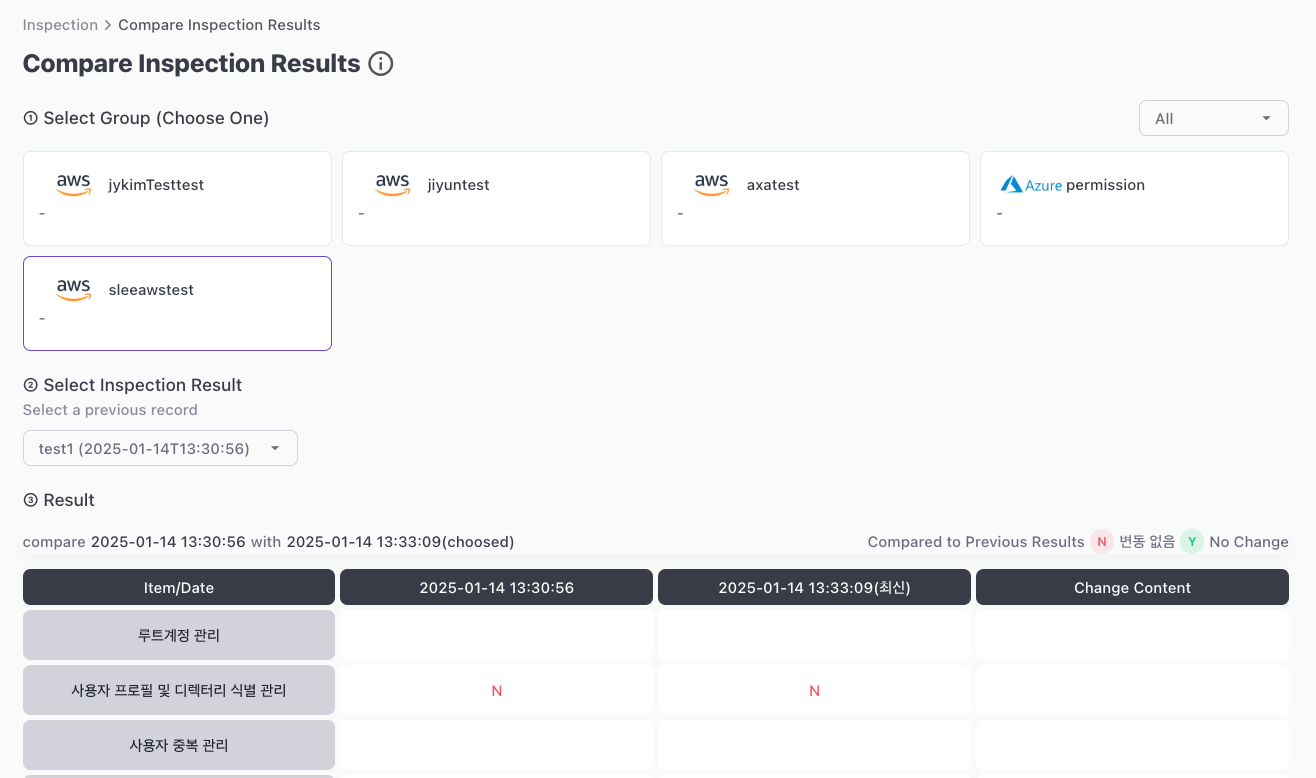 Inspection > Compare Inspection Results
Compare Inspection Results
① Select Group (Choose One)
All
aws jykimTesttest
-
aws jiyuntest
-
aws axatest
-
Azure permission
-
aws sleeawstest
-
② Select Inspection Result
Select a previous record
test1 (2025-01-14T13:30:56)
③ Result
compare 2025-01-14 13:30:56 with 2025-01-14 13:33:09(choosed)
Compared to Previous Results N 변동 없음 Y No Change
Item/Date 2025-01-14 13:30:56 2025-01-14 13:33:09(최신) Change Content
루트계정 관리
사용자 프로필 및 디렉터리 식별 관리 N N
사용자 중복 관리